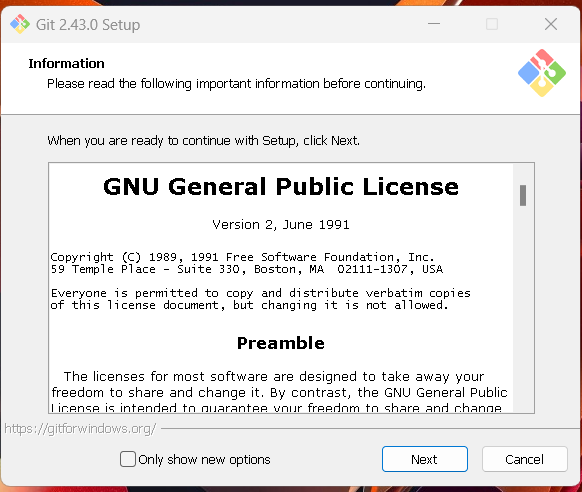 Git 2.43.0 Setup
Information
Please read the following important information before continuing.
When you are ready to continue with Setup, click Next.
GNU General Public License
Version 2, June 1991
Copyright (C) 1989, 1991 Free Software Foundation, Inc.
59 Temple Place - Suite 330, Boston, MA  02111-1307, USA
Everyone is permitted to copy and distribute verbatim copies
of this license document, but changing it is not allowed.
Preamble
The licenses for most software are designed to take away your
freedom to share and change it. By contrast, the GNU General Public
License is intended to guarantee your freedom to share and change
https://gitforwindows.org/
Only show new options
Next
Cancel